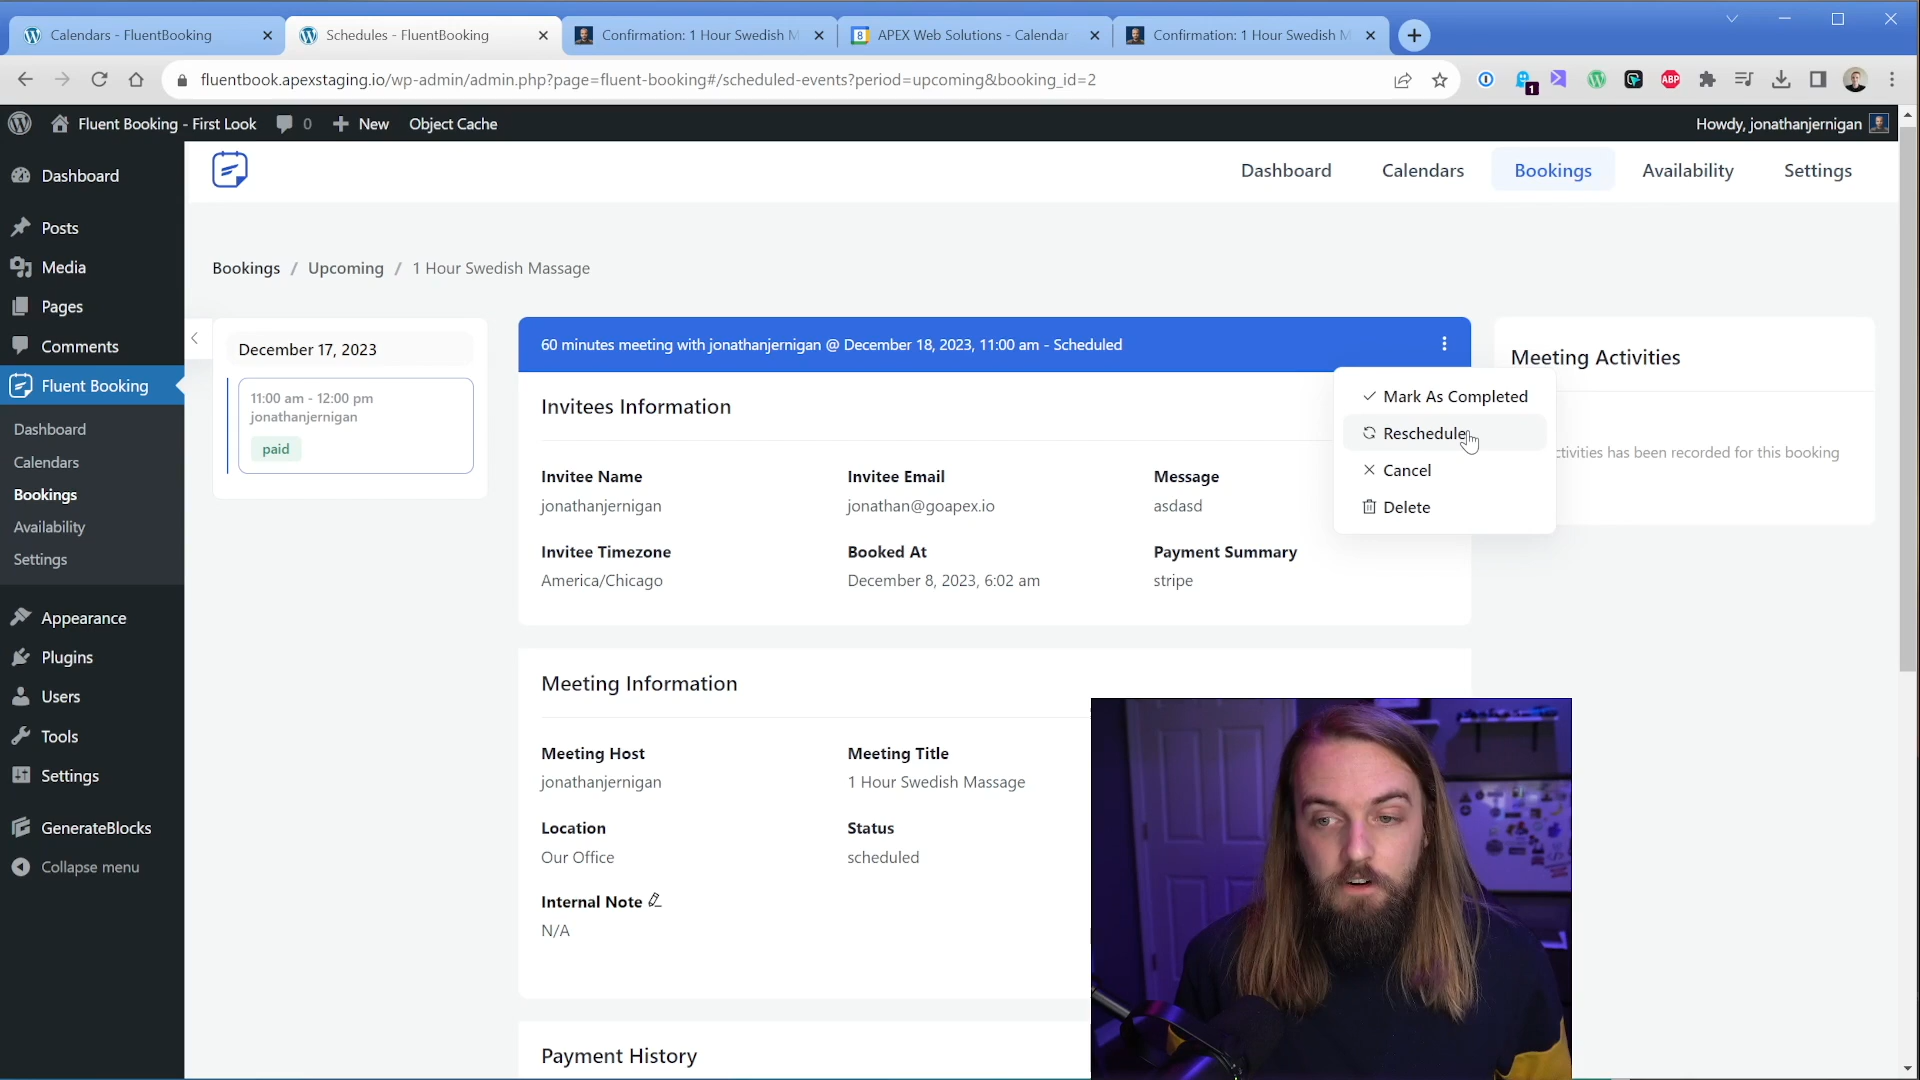 Calendars - FluentBooking
Schedules - FluentBooking
Confirmation: 1 Hour Swedish M
APEX Web Solutions - Calendar
Confirmation: 1 Hour Swedish M
fluentbook.apexstaging.io/wp-admin/admin.php?page=fluent-booking#/scheduled-events?period=upcoming&booking_id=2
1
ABP
Fluent Booking - First Look
0
New
Object Cache
Howdy, jonathanjernigan
Dashboard
Posts
Media
Pages
Comments
Fluent Booking
Dashboard
Calendars
Bookings
Availability
Settings
Appearance
Plugins
Users
Tools
Settings
GenerateBlocks
Collapse menu
Dashboard
Calendars
Bookings
Availability
Settings
Bookings / Upcoming / 1 Hour Swedish Massage
December 17, 2023
11:00 am - 12:00 pm
jonathanjernigan
paid
60 minutes meeting with jonathanjernigan @ December 18, 2023, 11:00 am - Scheduled
Mark As Completed
Reschedule
Cancel
Delete
Invitees Information
Invitee Name
jonathanjernigan
Invitee Email
jonathan@goapex.io
Message
asdasd
Invitee Timezone
America/Chicago
Booked At
December 8, 2023, 6:02 am
Payment Summary
stripe
Meeting Information
Meeting Host
jonathanjernigan
Meeting Title
1 Hour Swedish Massage
Location
Our Office
Status
scheduled
Internal Note
N/A
Payment History
Meeting Activities
ctivities has been recorded for this booking